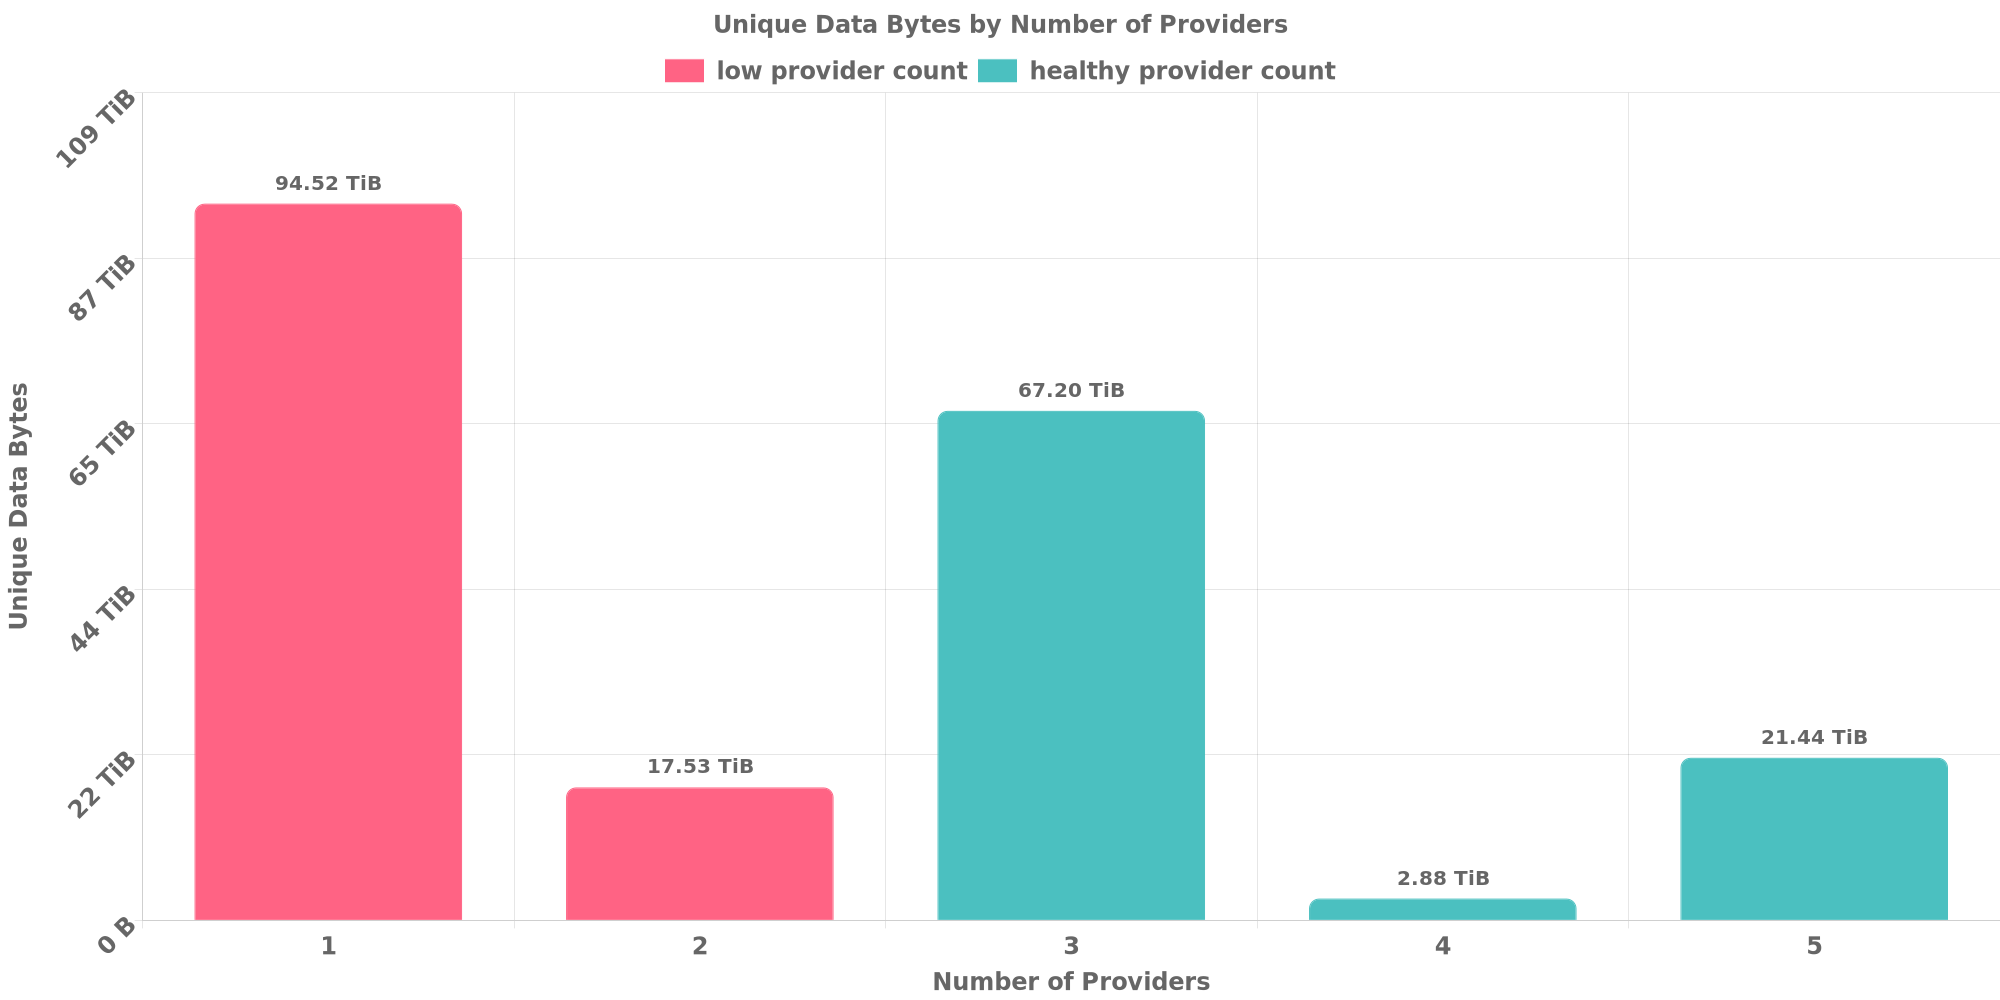 Unique Data Bytes by Number of Providers
low provider count healthy provider count
109 TiB
87 TiB
65 TiB
44 TiB
22 TiB
0 B
Unique Data Bytes
94.52 TiB
17.53 TiB
67.20 TiB
2.88 TiB
21.44 TiB
1 2 3 4 5
Number of Providers